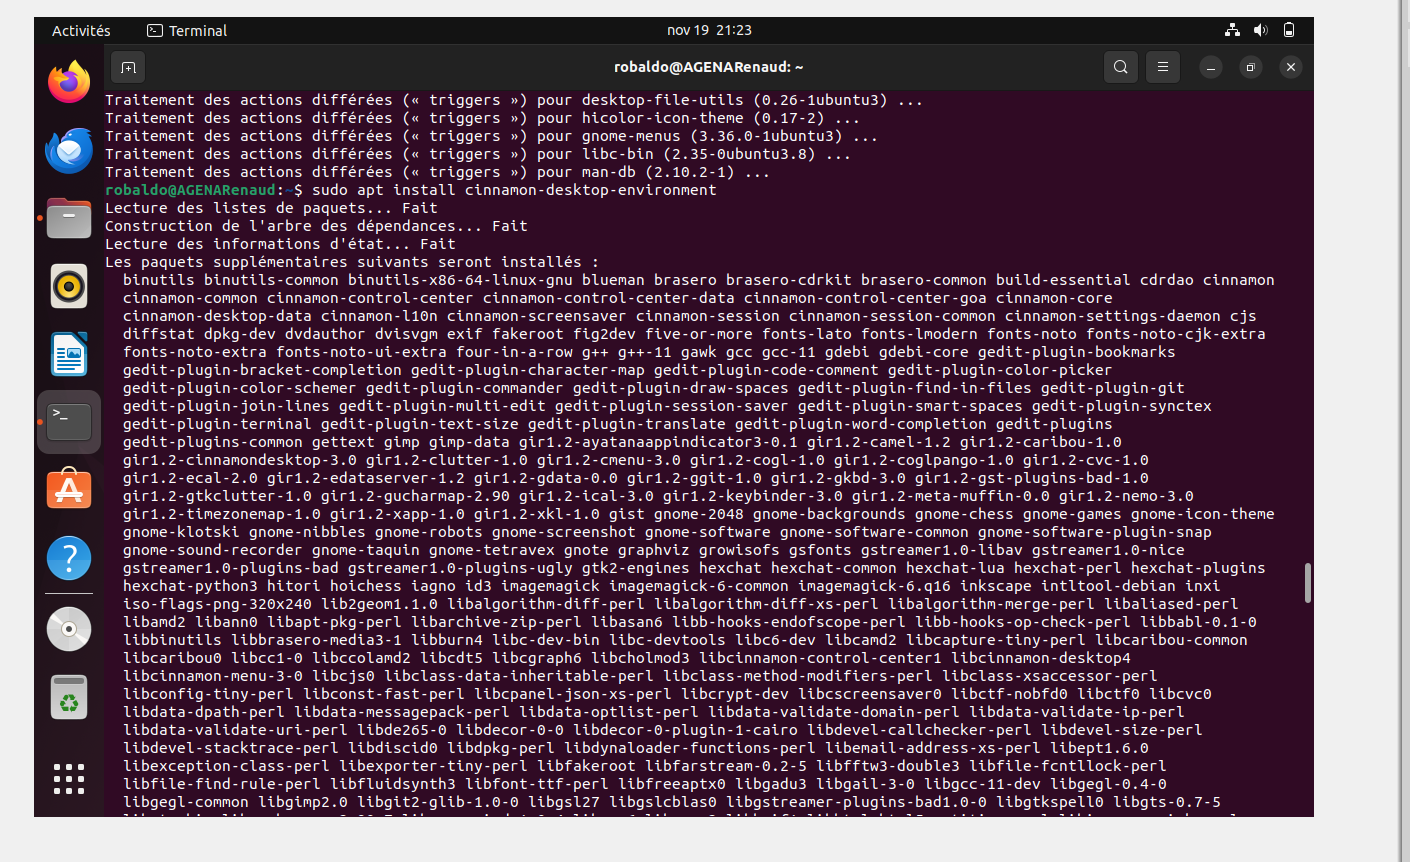 Activités
Terminal
nov 19 21:23
robaldo@AGENARenaud: ~
Traitement des actions différées (« triggers ») pour desktop-file-utils (0.26-1ubuntu3) ...
Traitement des actions différées (« triggers ») pour hicolor-icon-theme (0.17-2) ...
Traitement des actions différées (« triggers ») pour gnome-menus (3.36.0-1ubuntu3) ...
Traitement des actions différées (« triggers ») pour libc-bin (2.35-0ubuntu3.8) ...
Traitement des actions différées (« triggers ») pour man-db (2.10.2-1) ...
robaldo@AGENARenaud:~$ sudo apt install cinnamon-desktop-environment
Lecture des listes de paquets... Fait
Construction de l'arbre des dépendances... Fait
Lecture des informations d'état... Fait
Les paquets supplémentaires suivants seront installés :
binutils binutils-common binutils-x86-64-linux-gnu blueman brasero brasero-cdrkit brasero-common build-essential cdrdao cinnamon
cinnamon-common cinnamon-control-center cinnamon-control-center-data cinnamon-control-center-goa cinnamon-core
cinnamon-desktop-data cinnamon-l10n cinnamon-screensaver cinnamon-session cinnamon-session-common cinnamon-settings-daemon cjs
diffstat dpkg-dev dvdauthor dvisvgm exif fakeroot fig2dev five-or-more fonts-lato fonts-lmodern fonts-noto fonts-noto-cjk-extra
fonts-noto-extra fonts-noto-ui-extra four-in-a-row g++ g++-11 gawk gcc gcc-11 gdebi gdebi-core gedit-plugin-bookmarks
gedit-plugin-bracket-completion gedit-plugin-character-map gedit-plugin-code-comment gedit-plugin-color-picker
gedit-plugin-color-schemer gedit-plugin-commander gedit-plugin-draw-spaces gedit-plugin-find-in-files gedit-plugin-git
gedit-plugin-join-lines gedit-plugin-multi-edit gedit-plugin-session-saver gedit-plugin-smart-spaces gedit-plugin-synctex
gedit-plugin-terminal gedit-plugin-text-size gedit-plugin-translate gedit-plugin-word-completion gedit-plugins
gedit-plugins-common gettext gimp gimp-data gir1.2-ayatanaappindicator3-0.1 gir1.2-camel-1.2 gir1.2-caribou-1.0
gir1.2-cinnamondesktop-3.0 gir1.2-clutter-1.0 gir1.2-cmenu-3.0 gir1.2-cogl-1.0 gir1.2-coglpango-1.0 gir1.2-cvc-1.0
gir1.2-ecal-2.0 gir1.2-edataserver-1.2 gir1.2-gdata-0.0 gir1.2-ggit-1.0 gir1.2-gkbd-3.0 gir1.2-gst-plugins-bad-1.0
gir1.2-gtkclutter-1.0 gir1.2-gucharmap-2.90 gir1.2-ical-3.0 gir1.2-keybinder-3.0 gir1.2-meta-muffin-0.0 gir1.2-nemo-3.0
gir1.2-timezonemap-1.0 gir1.2-xapp-1.0 gir1.2-xkl-1.0 gist gnome-2048 gnome-backgrounds gnome-chess gnome-games gnome-icon-theme
gnome-klotski gnome-nibbles gnome-robots gnome-screenshot gnome-software gnome-software-common gnome-software-plugin-snap
gnome-sound-recorder gnome-taquin gnome-tetravex gnote graphviz growisofs gsfonts gstreamer1.0-libav gstreamer1.0-nice
gstreamer1.0-plugins-bad gstreamer1.0-plugins-ugly gtk2-engines hexchat hexchat-common hexchat-lua hexchat-perl hexchat-plugins
hexchat-python3 hitori hoichess iagno id3 imagemagick imagemagick-6-common imagemagick-6.q16 inkscape intltool-debian inxi
iso-flags-png-320x240 lib2geom1.1.0 libalgorithm-diff-perl libalgorithm-diff-xs-perl libalgorithm-merge-perl libaliased-perl
libamd2 libann0 libapt-pkg-perl libarchive-zip-perl libasan6 libb-hooks-endofscope-perl libb-hooks-op-check-perl libbabl-0.1-0
libbinutils libbrasero-media3-1 libburn4 libc-dev-bin libc-devtools libc6-dev libcamd2 libcapture-tiny-perl libcaribou-common
libcaribou0 libcc1-0 libccolamd2 libcdt5 libcgraph6 libcholmod3 libcinnamon-control-center1 libcinnamon-desktop4
libcinnamon-menu-3-0 libcjs0 libclass-data-inheritable-perl libclass-method-modifiers-perl libclass-xsaccessor-perl
libconfig-tiny-perl libconst-fast-perl libcpanel-json-xs-perl libcrypt-dev libcscreensaver0 libctf-nobfd0 libctf0 libcvc0
libdata-dpath-perl libdata-messagepack-perl libdata-optlist-perl libdata-validate-domain-perl libdata-validate-ip-perl
libdata-validate-uri-perl libde265-0 libdecor-0-0 libdecor-0-plugin-1-cairo libdevel-callchecker-perl libdevel-size-perl
libdevel-stacktrace-perl libdiscid0 libdpkg-perl libdynaloader-functions-perl libemail-address-xs-perl libept1.6.0
libexception-class-perl libexporter-tiny-perl libfakeroot libfarstream-0.2-5 libfftw3-double3 libfile-fcntllock-perl
libfile-find-rule-perl libfluidsynth3 libfont-ttf-perl libfreeaptx0 libgadu3 libgail-3-0 libgcc-11-dev libgegl-0.4-0
libgegl-common libgimp2.0 libgit2-glib-1.0-0 libgsl27 libgslcblas0 libgstreamer-plugins-bad1.0-0 libgtkspell0 libgts-0.7-5